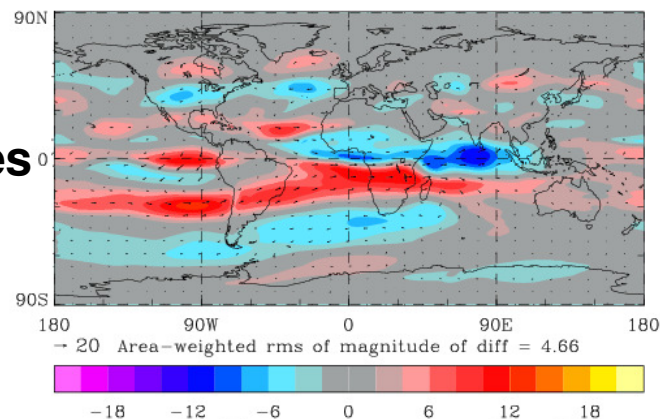 90N
es 0
90S
180 90W 0 90E 180
→ 20 Area-weighted rms of magnitude of diff = 4.66
−18 −12 −6 0 6 12 18